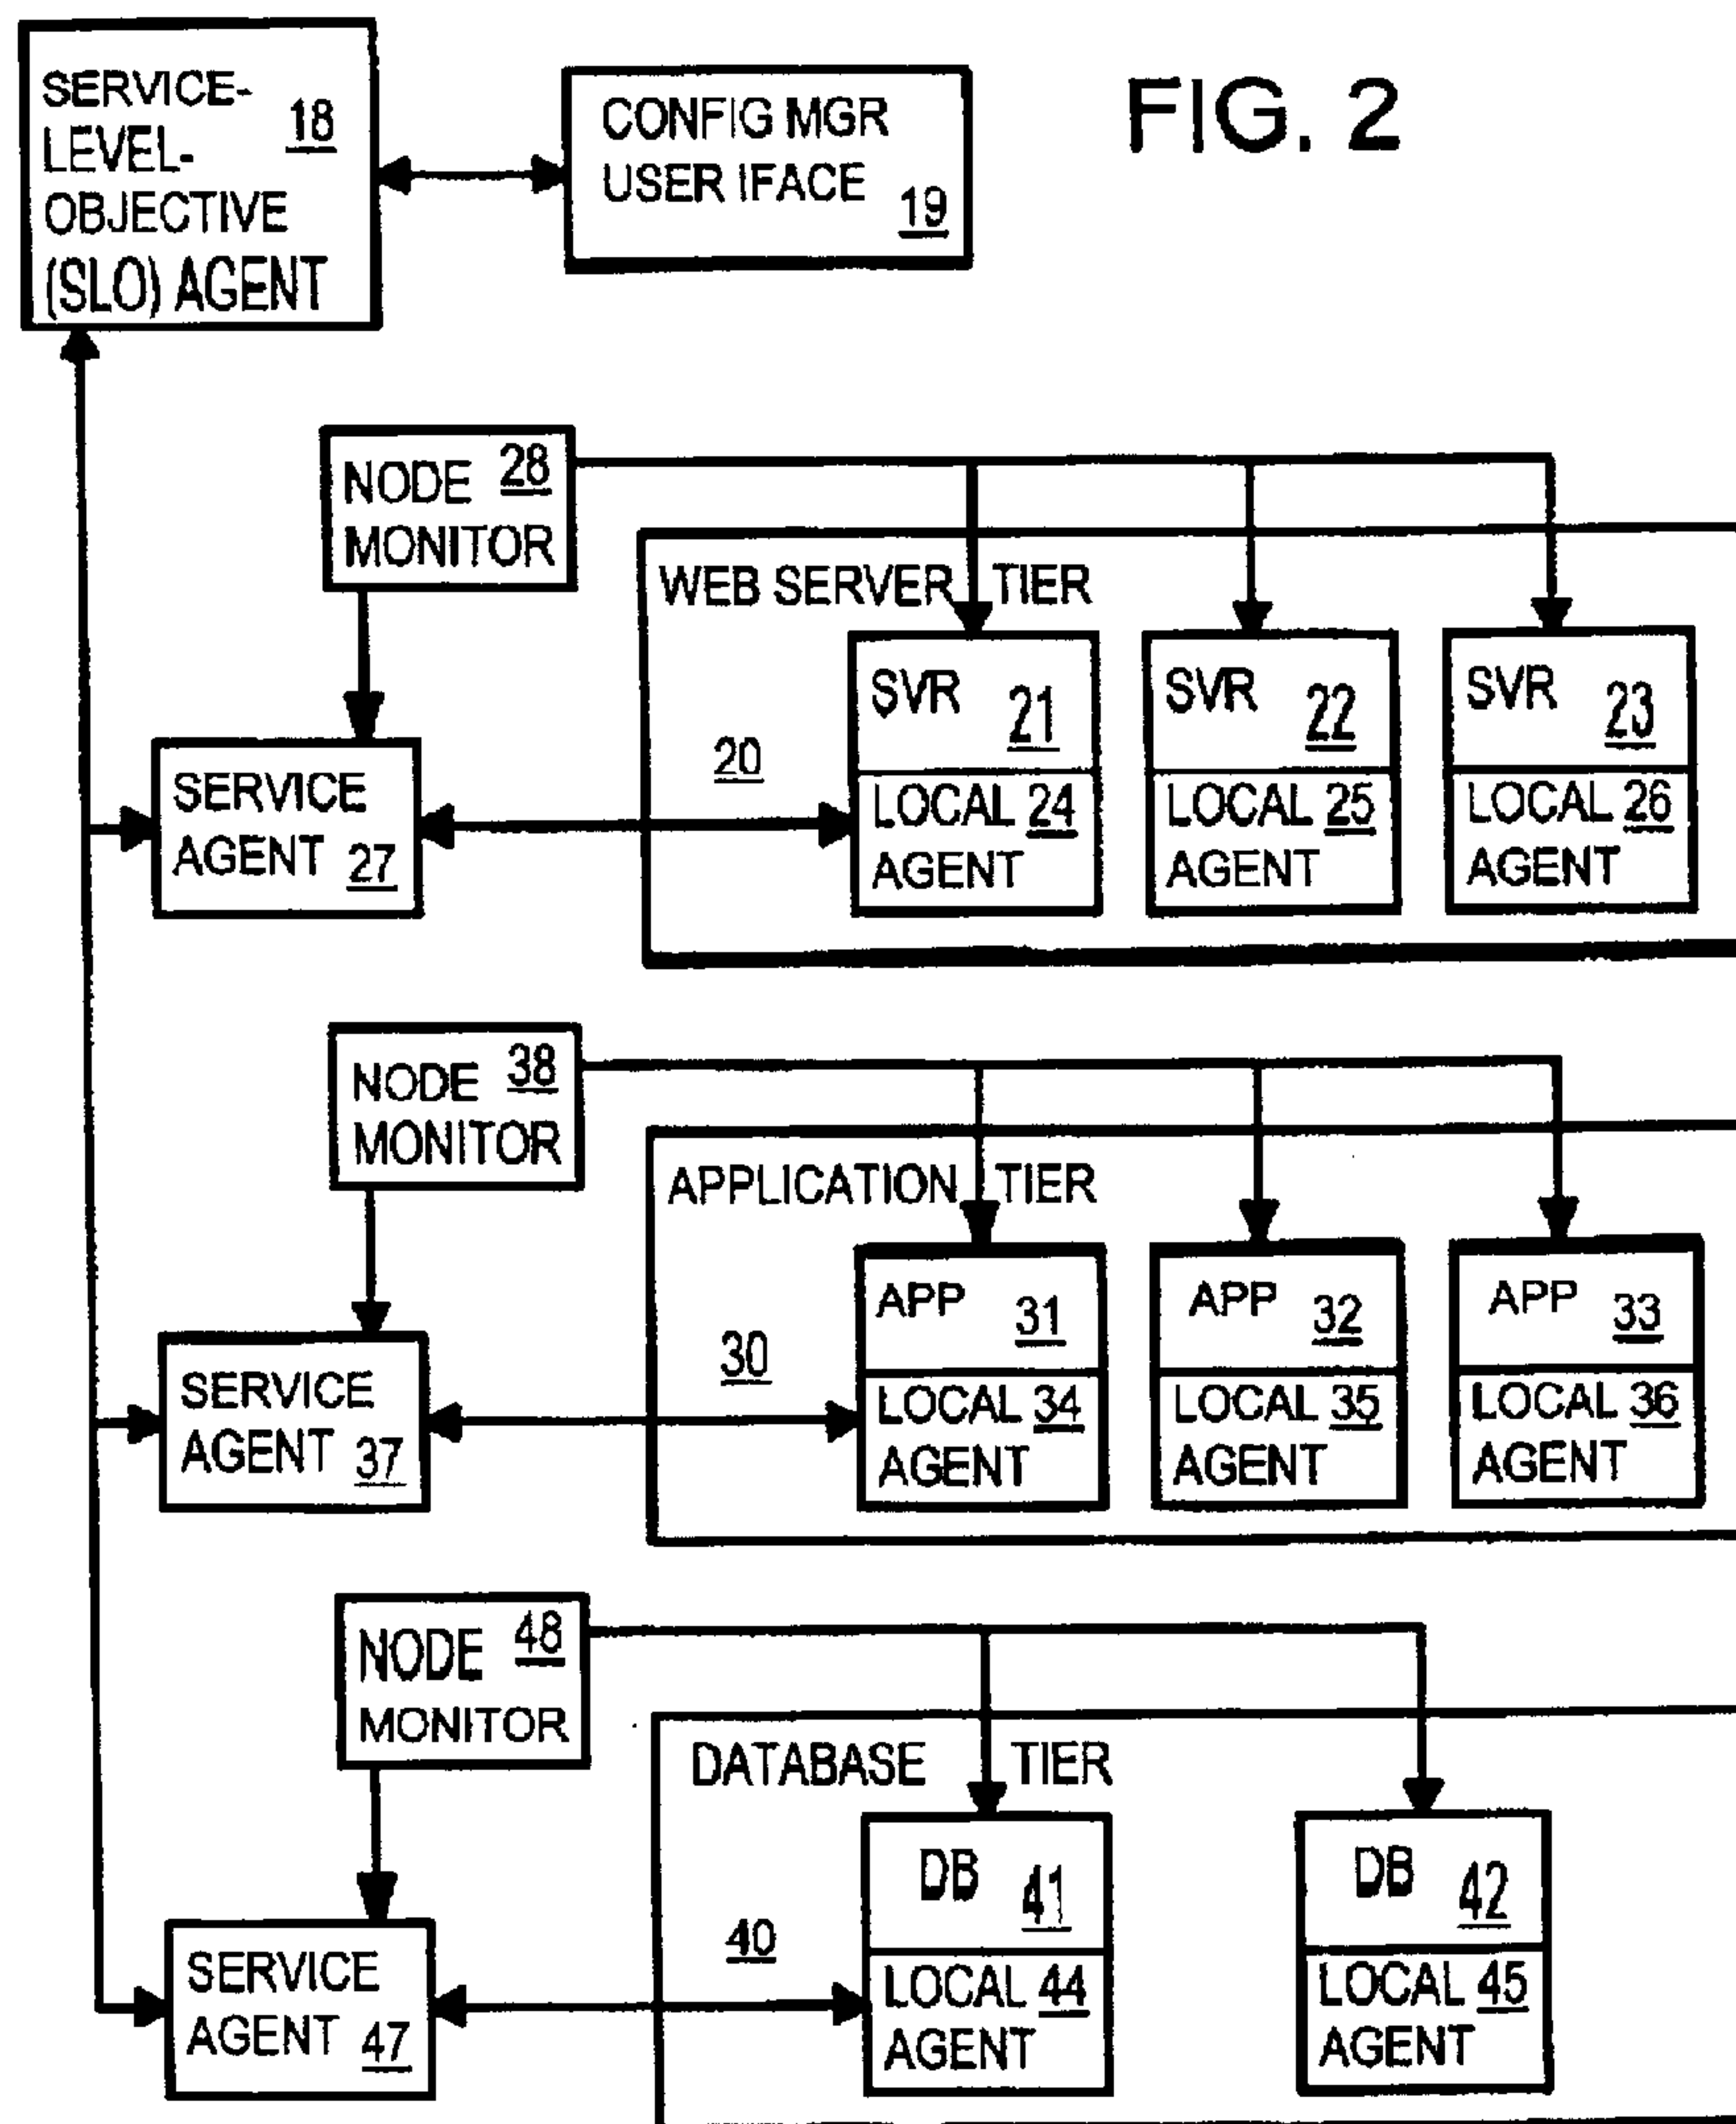 FIG. 2
SERVICE-
LEVEL-
OBJECTIVE
(SLO) AGENT
18
CONFIG MGR
USER IFACE
19
NODE 28
MONITOR
WEB SERVER TIER
20
SVR 21
LOCAL 24
AGENT
SVR 22
LOCAL 25
AGENT
SVR 23
LOCAL 26
AGENT
SERVICE
AGENT 27
NODE 38
MONITOR
APPLICATION TIER
30
APP 31
LOCAL 34
AGENT
APP 32
LOCAL 35
AGENT
APP 33
LOCAL 36
AGENT
SERVICE
AGENT 37
NODE 48
MONITOR
DATABASE TIER
40
DB 41
LOCAL 44
AGENT
DB 42
LOCAL 45
AGENT
SERVICE
AGENT 47